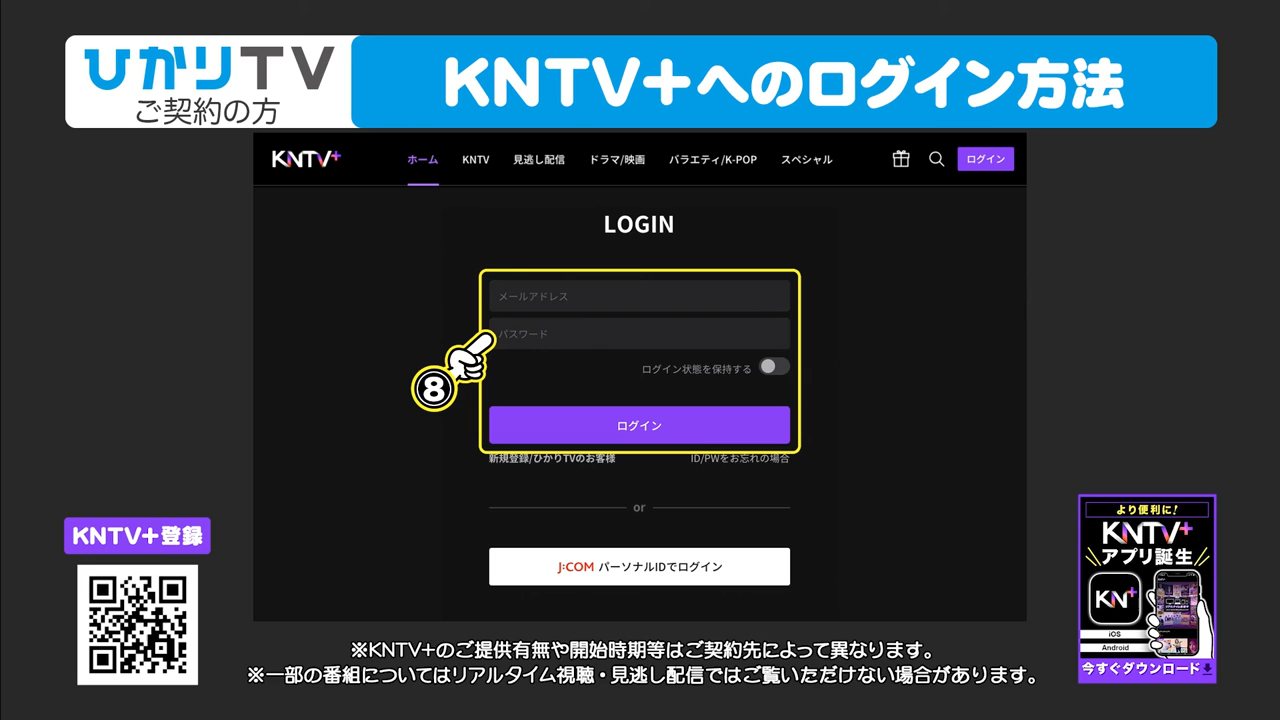 ひかりTV
ご契約の方
KNTV+へのログイン方法
KNTV+
ホーム KNTV 見逃し配信 ドラマ/映画 バラエティ/K-POP スペシャル ログイン
LOGIN
メールアドレス
パスワード
ログイン状態を保持する
⑧
ログイン
新規登録/ひかりTVのお客様 ID/PWをお忘れの場合
or
J:COM パーソナルIDでログイン
KNTV+登録
より便利に!
KNTV+
アプリ誕生
KN+
iOS
Android
今すぐダウンロード
※KNTV+のご提供有無や開始時期等はご契約先によって異なります。
※一部の番組についてはリアルタイム視聴・見逃し配信ではご覧いただけない場合があります。